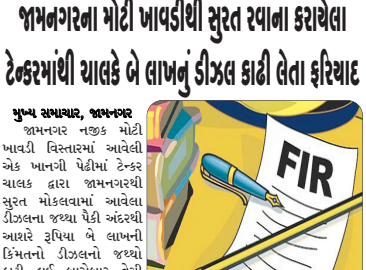 જામનગરના મોટી ખાવડીથી સુરત રવાના કરાયેલા
ટેન્કરમાંથી ચાલકે બે લાખનું ડીઝલ કાઢી લેતા ફરિયાદ
મુખ્ય સમાચાર, જામનગર
જામનગર નજીક મોટી
ખાવડી વિસ્તારમાં આવેલી
એક ખાનગી પેઢીમાં ટેન્કર
ચાલક દ્વારા જામનગરથી
સુરત મોકલવામાં આવેલા
ડીઝલના જથ્થા પૈકી અંદરથી
આશરે રૂપિયા બે લાખની
કિંમતનો ડીઝલનો જથ્થો
FIR